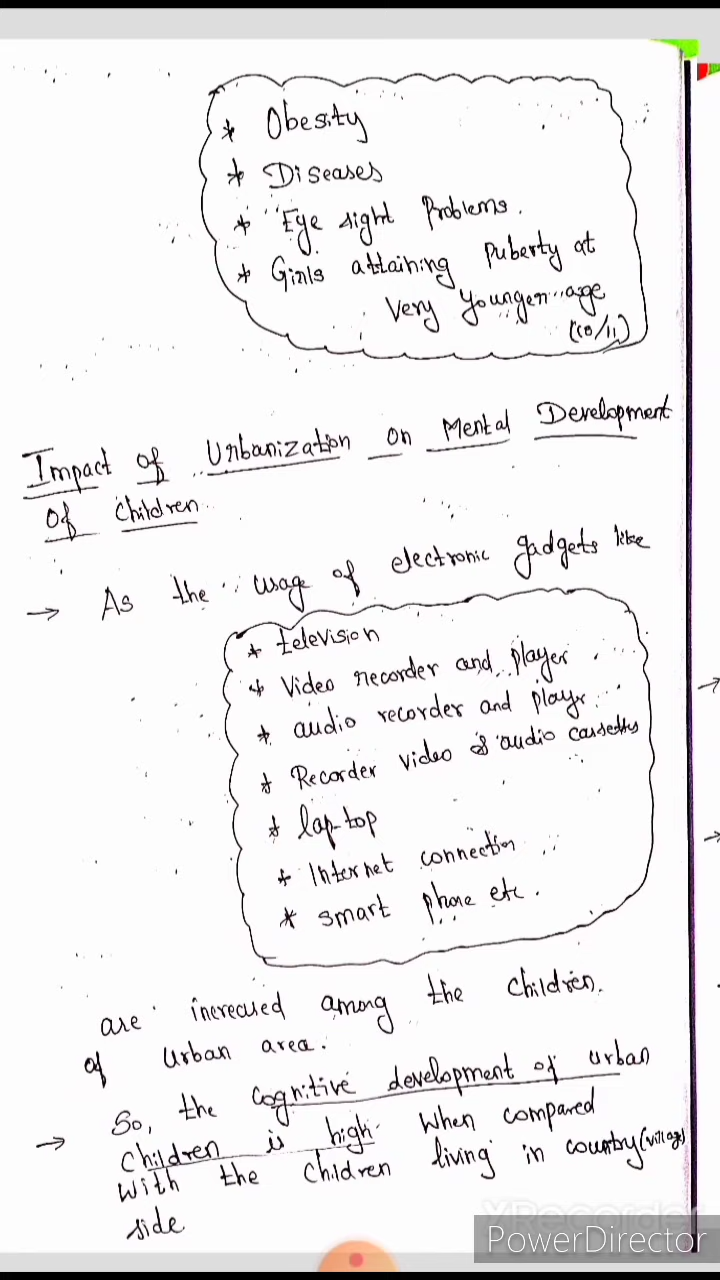 * Obesity
* Diseases
* Eye sight Problems.
* Girls attaining Puberty at
Very younger age
(10/11)
Impact of Urbanization on Mental Development
of children
→ As the usage of electronic gadgets like
* television
* Video recorder and player
* audio recorder and player
* Recorder video & audio cassettes
* lap-top
* Internet connection
* smart phone etc.
are increased among the children.
of urban area.
→ So, the cognitive development of urban
children is high. When compared
with the children living in country(village)
side
XRecorder
PowerDirector